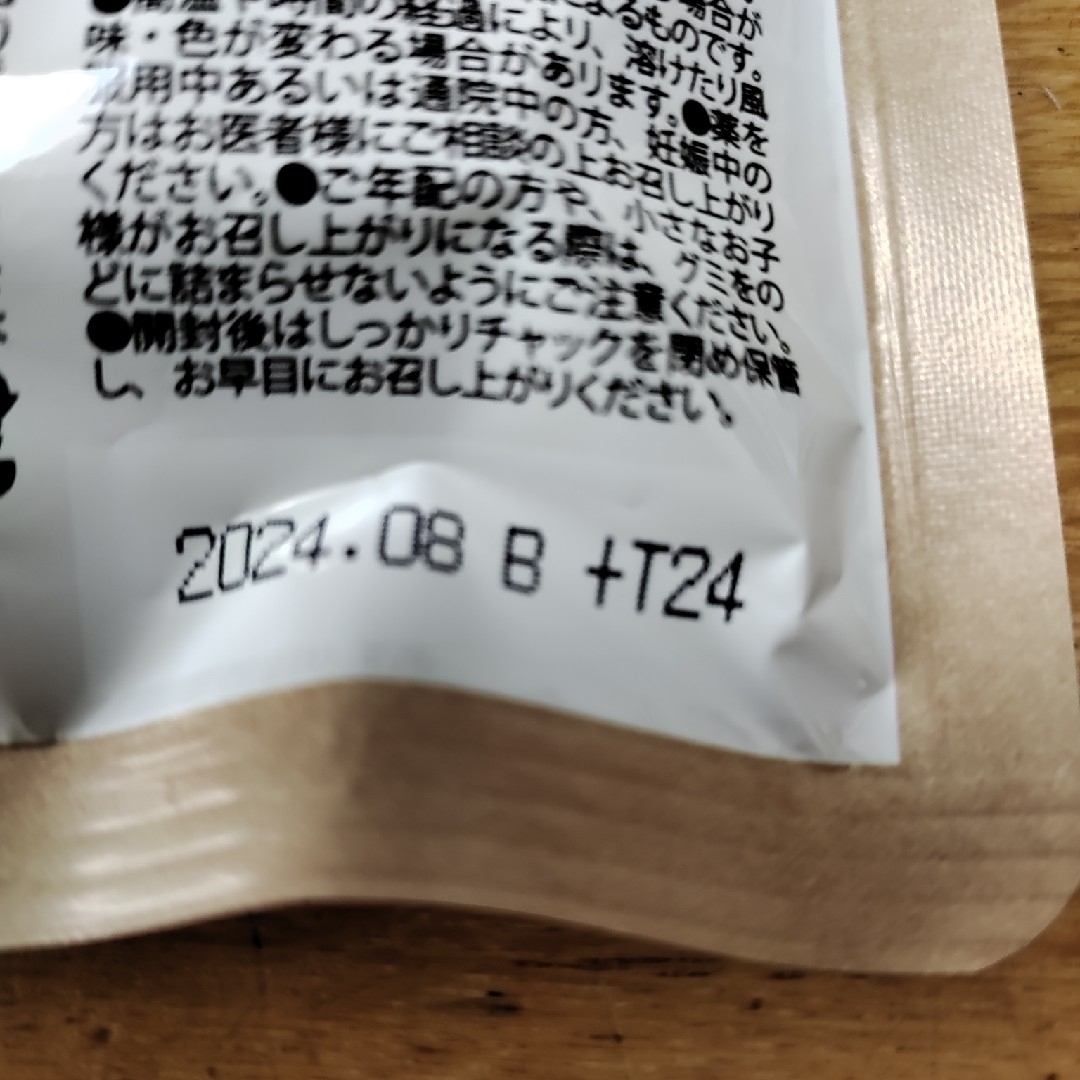 場合が
の経過により、溶けたり風
味・色が変わる場合があります。●薬を
服用中あるいは通院中の方、妊娠中の
方はお医者様にご相談の上お召し上がり
ください。●ご年配の方や、小さなお子
様がお召し上がりになる際は、グミをの
どに詰まらせないようにご注意ください。
●開封後はしっかりチャックを閉め保管
し、お早目にお召し上がりください。
2024.08 B +T24